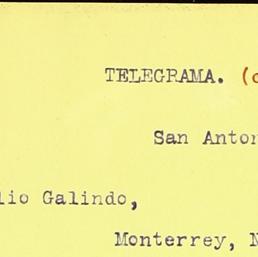 TELEGRAMA. (
San Anton
lio Galindo,
Monterrey, N